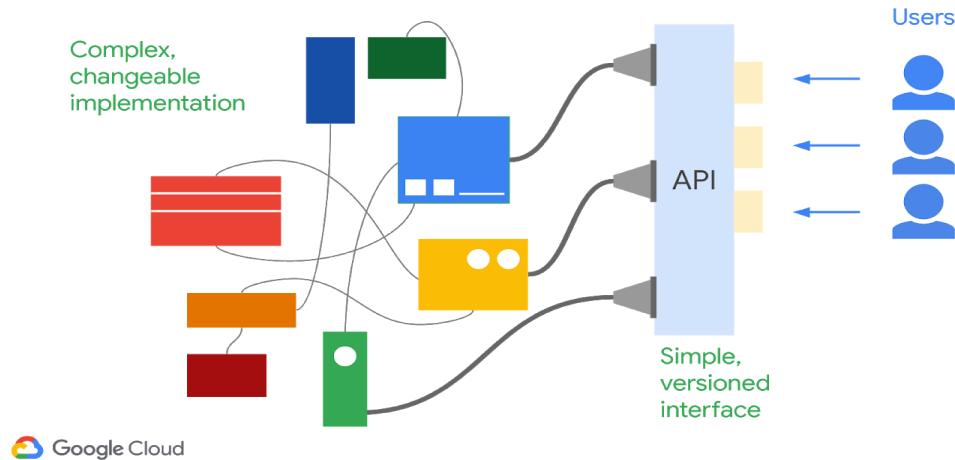 Users
Complex,
changeable
implementation
API
Simple,
versioned
interface
Google Cloud